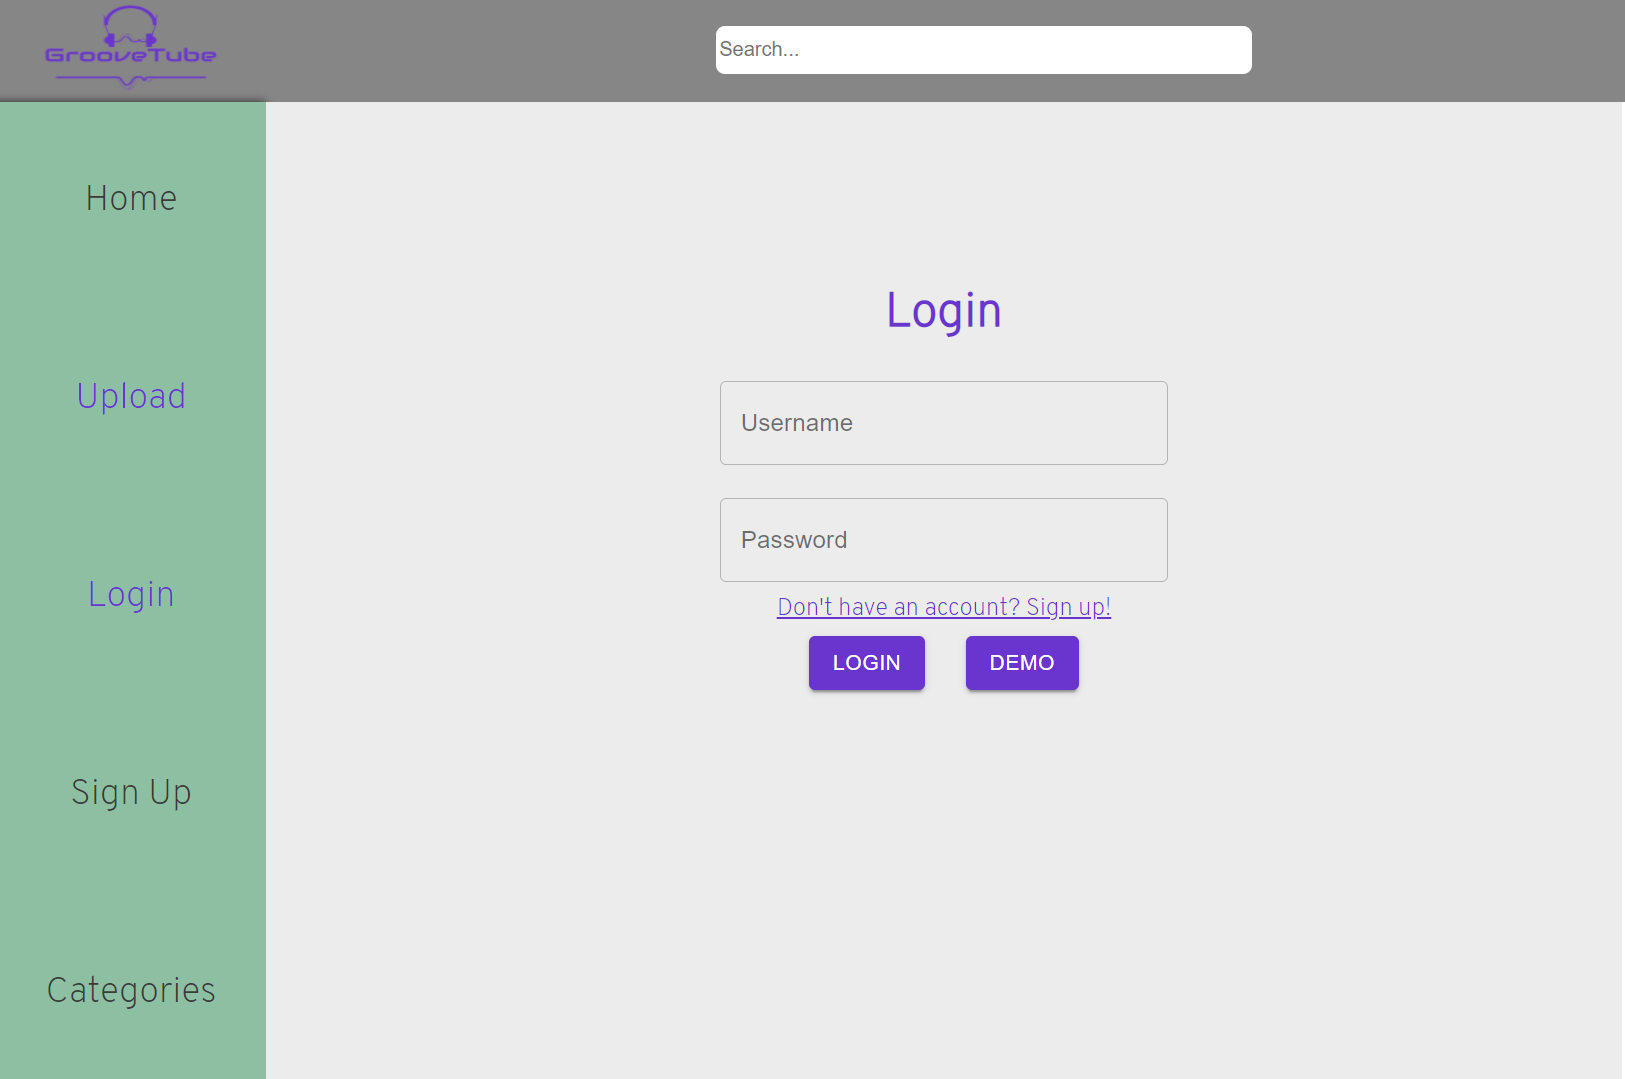 GrooveTube
Search...
Home
Upload
Login
Sign Up
Categories
Login
Username
Password
Don't have an account? Sign up!
LOGIN
DEMO